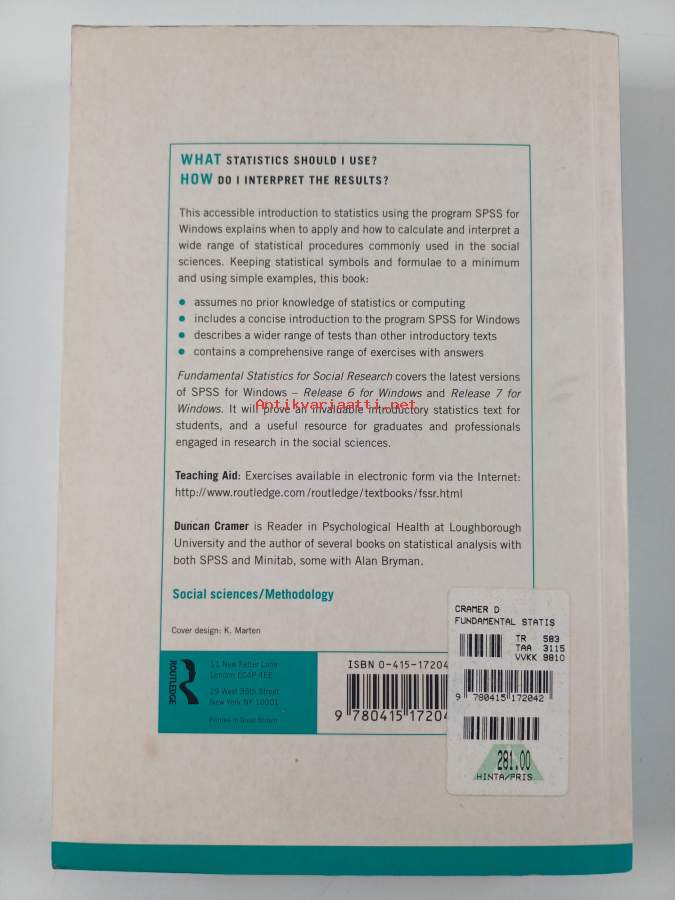 WHAT STATISTICS SHOULD I USE?
HOW DO I INTERPRET THE RESULTS?
This accessible introduction to statistics using the program SPSS for
Windows explains when to apply and how to calculate and interpret a
wide range of statistical procedures commonly used in the social
sciences. Keeping statistical symbols and formulae to a minimum
and using simple examples, this book:
● assumes no prior knowledge of statistics or computing
● includes a concise introduction to the program SPSS for Windows
● describes a wider range of tests than other introductory texts
● contains a comprehensive range of exercises with answers
Fundamental Statistics for Social Research covers the latest versions
of SPSS for Windows – Release 6 for Windows and Release 7 for
Windows. It will prove an invaluable introductory statistics text for
Antikvariaatti.net
students, and a useful resource for graduates and professionals
engaged in research in the social sciences.
Teaching Aid: Exercises available in electronic form via the Internet:
http://www.routledge.com/routledge/textbooks/fssr.html
Duncan Cramer is Reader in Psychological Health at Loughborough
University and the author of several books on statistical analysis with
both SPSS and Minitab, some with Alan Bryman.
Social sciences/Methodology
Cover design: K. Marten
ROUTLEDGE
11 New Fetter Lane
London EC4P 4EE
29 West 35th Street
New York NY 10001
Printed in Great Britain
ISBN 0-415-17204
9 780415 17204
CRAMER D
FUNDAMENTAL STATIS
TR 583
TAA 3115
VVKK 9810
9 780415 172042
281.00
HINTA/PRIS